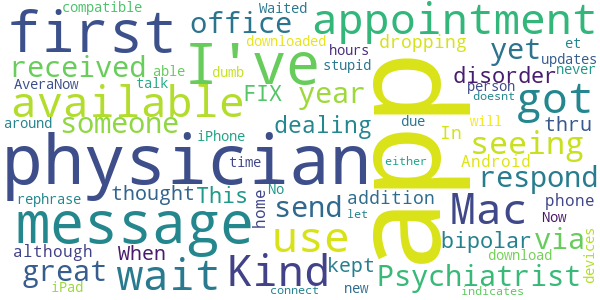 compatible Waited
first office appointment
I've downloaded dropping yet et
received hours updates
AveraNow talk able dumb stupid disorder person never
available FIX year app doesnt got
around someone iPhone dealing due In thru
physician time either Android will seeing
rephrase thought This No addition respond
message home send let Mac phone
although When use kept via Now
great wait Kind bipolar devices
iPad new Psychiatrist download
connect indicates